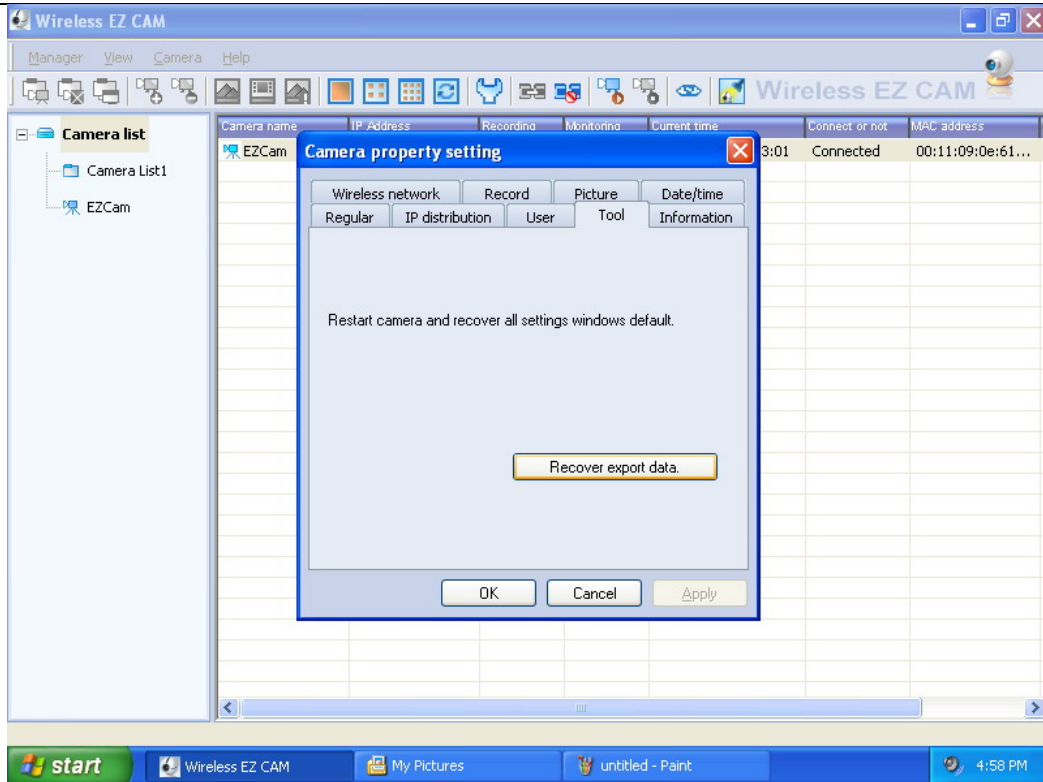 Wireless EZ CAM
Manager View Camera Help
Wireless EZ CAM
Camera list
Camera List1
EZCam
Camera name IP Address Recording Monitoring Current time Connect or not MAC address
EZCam 3:01 Connected 00:11:09:0e:61...
Camera property setting
Wireless network Record Picture Date/time
Regular IP distribution User Tool Information
Restart camera and recover all settings windows default.
Recover export data.
OK Cancel Apply
start Wireless EZ CAM My Pictures untitled - Paint 4:58 PM